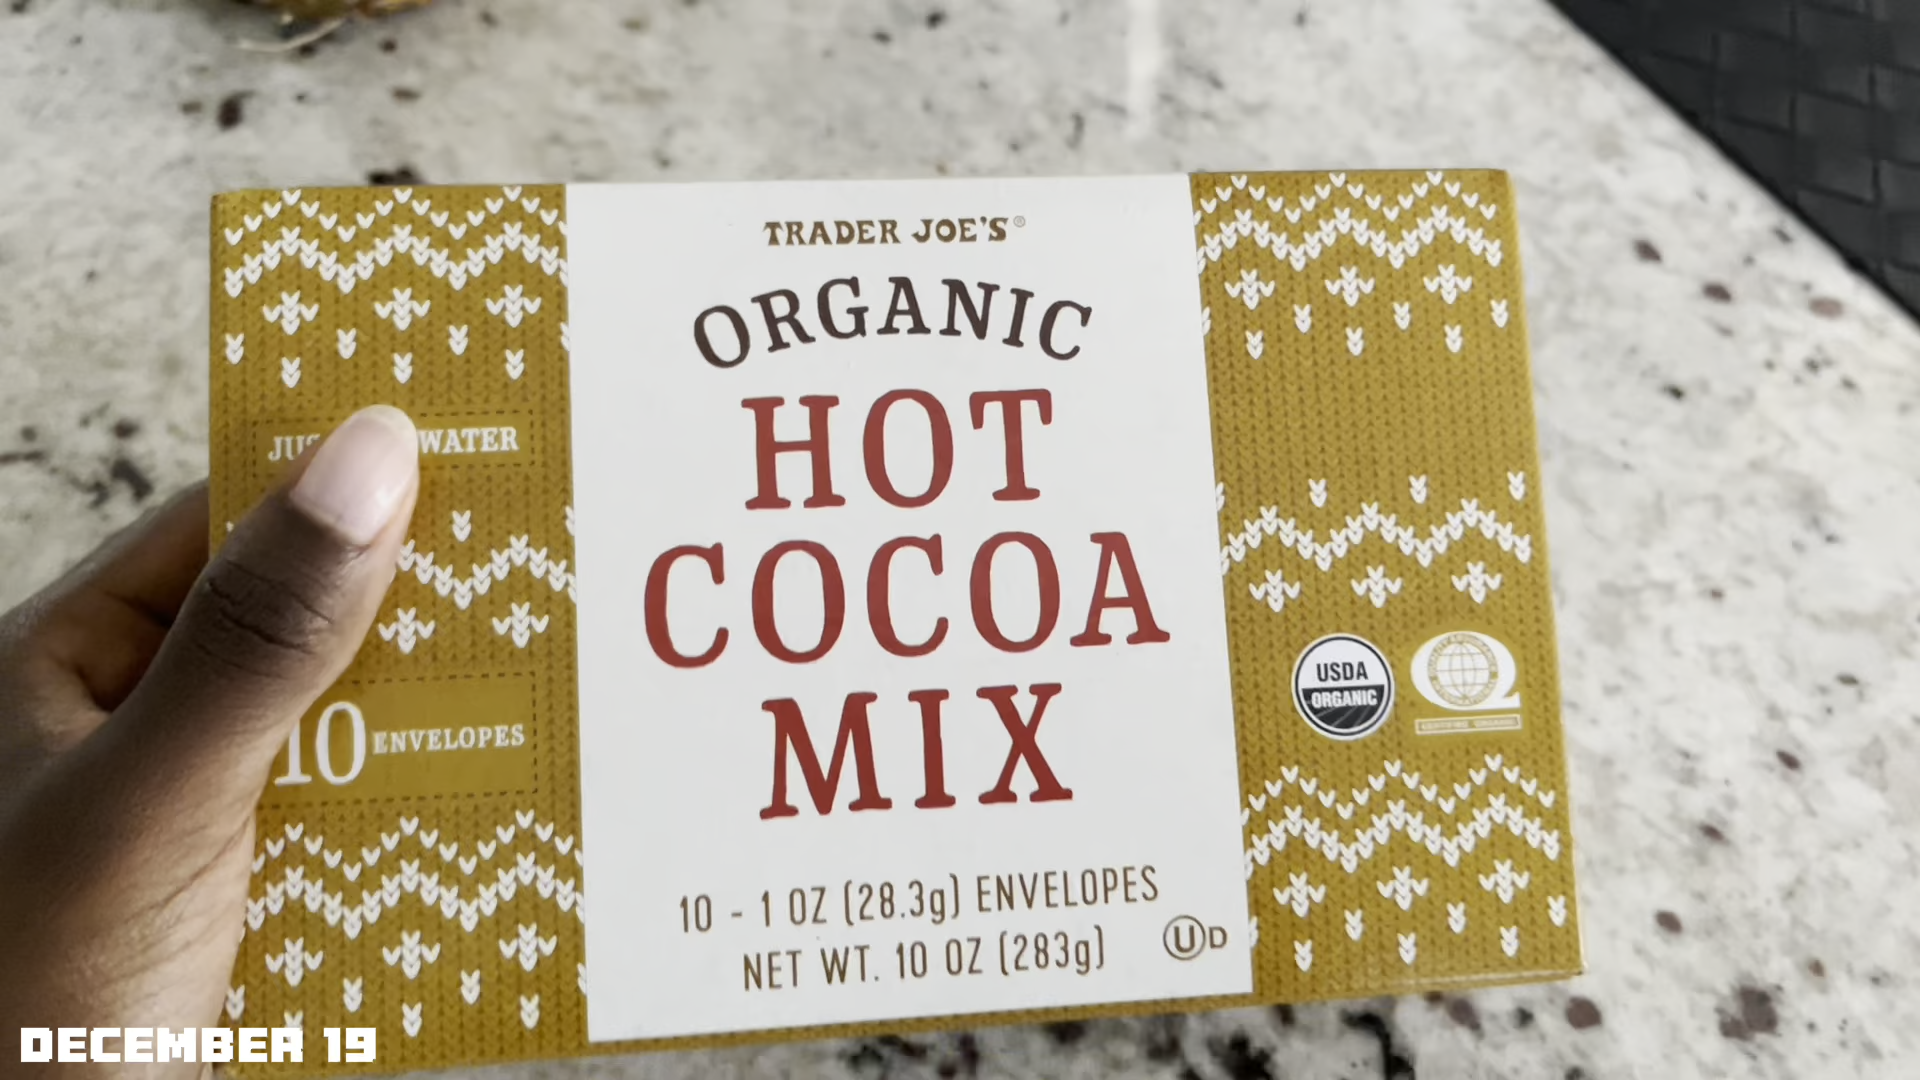 TRADER JOE'S®
ORGANIC
HOT
COCOA
MIX
10 - 1 OZ (28.3g) ENVELOPES
NET WT. 10 OZ (283g)
U D
WATER
10 ENVELOPES
USDA
ORGANIC
DECEMBER 19